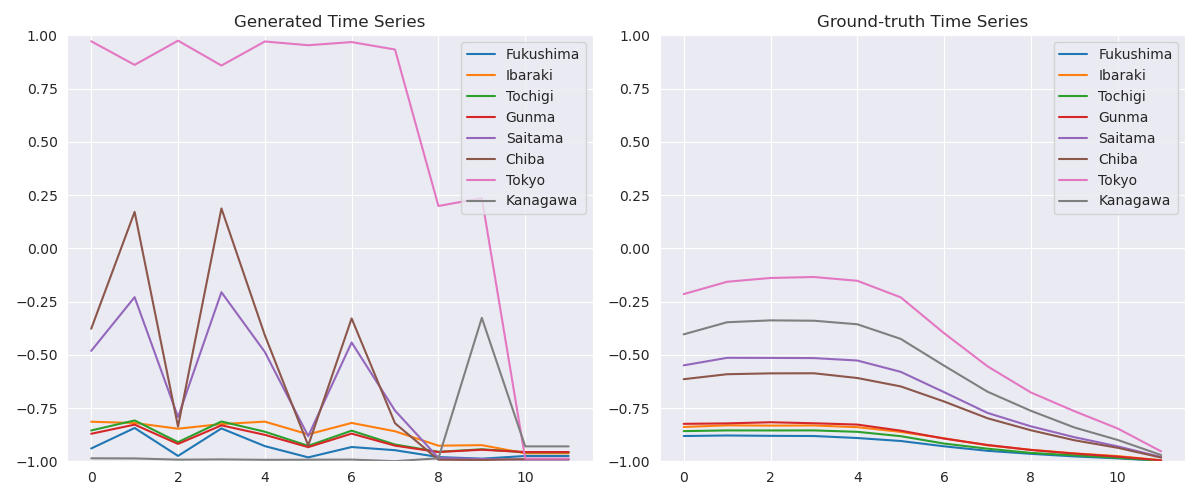 Generated Time Series
1.00
0.75
0.50
0.25
0.00
−0.25
−0.50
−0.75
−1.00
0
2
4
6
8
10
Fukushima
Ibaraki
Tochigi
Gunma
Saitama
Chiba
Tokyo
Kanagawa
Ground-truth Time Series
1.00
0.75
0.50
0.25
0.00
−0.25
−0.50
−0.75
−1.00
0
2
4
6
8
10
Fukushima
Ibaraki
Tochigi
Gunma
Saitama
Chiba
Tokyo
Kanagawa